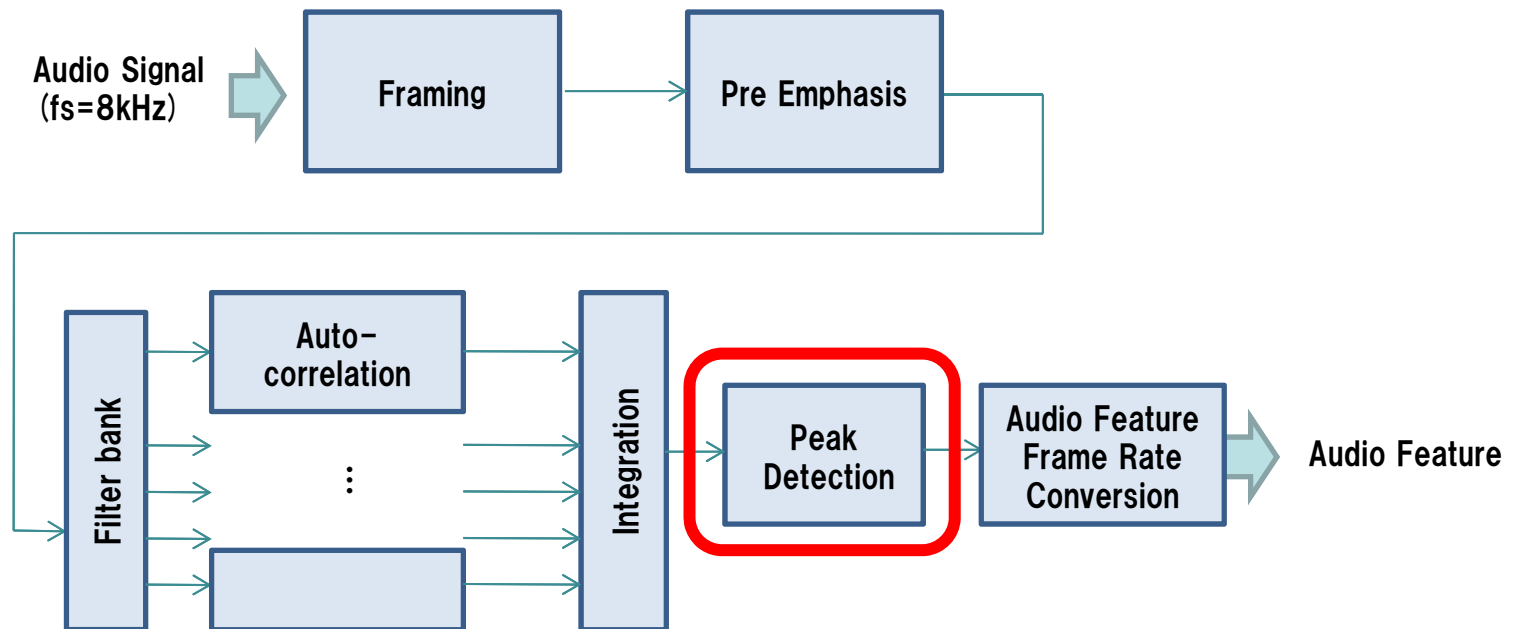 Audio Signal
(fs=8kHz)
Framing
Pre Emphasis
Filter bank
Auto-
correlation
⋮
Integration
Peak
Detection
Audio Feature
Frame Rate
Conversion
Audio Feature